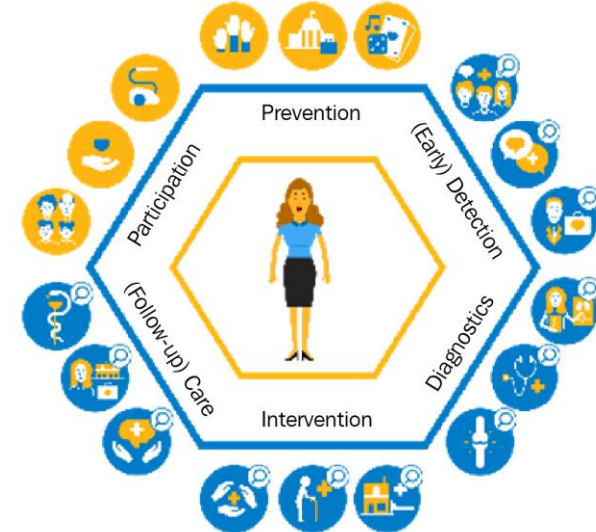 Prevention
(Early) Detection
Diagnostics
Intervention
(Follow-up) Care
Participation